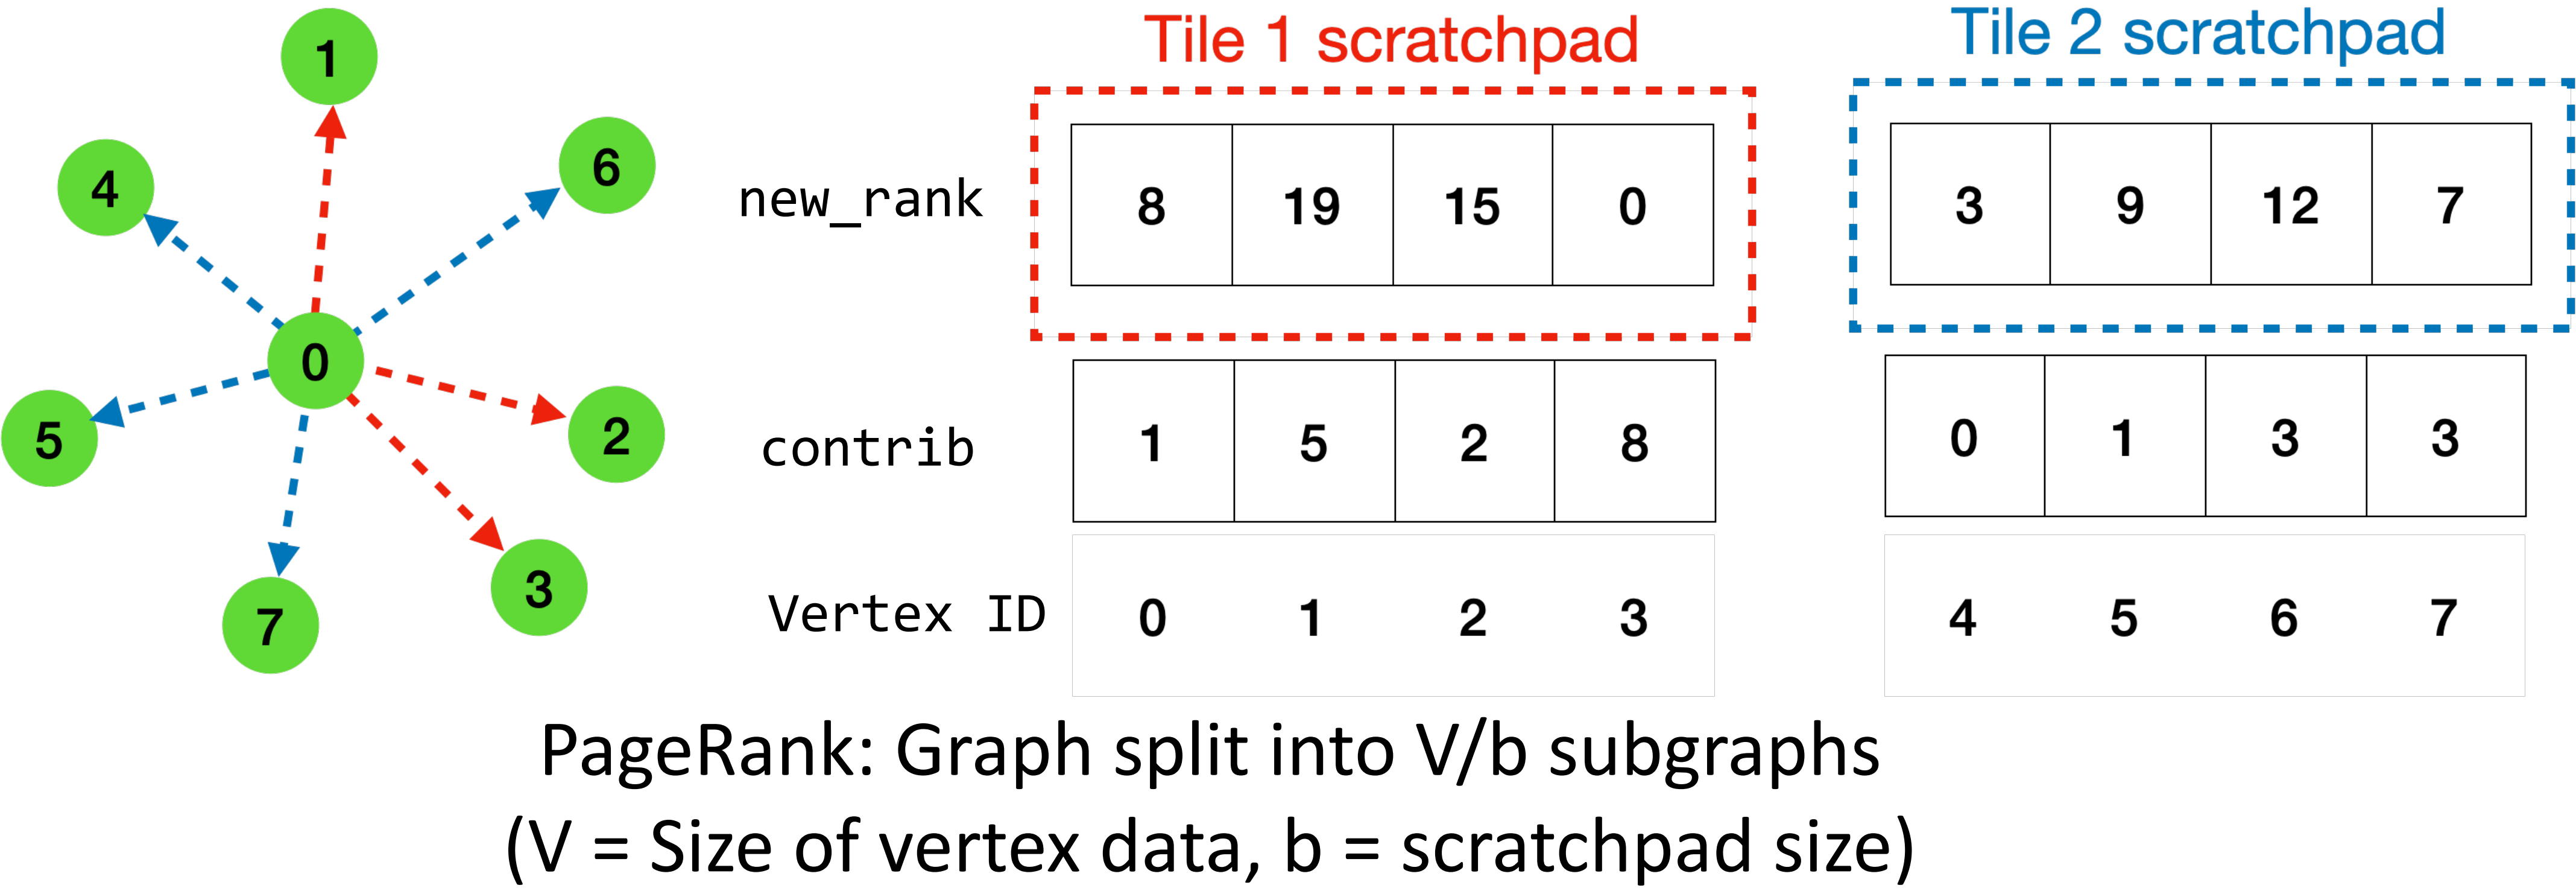 1
6
4
0
2
5
3
7
Tile 1 scratchpad
Tile 2 scratchpad
new_rank 8 19 15 0 3 9 12 7
contrib 1 5 2 8 0 1 3 3
Vertex ID 0 1 2 3 4 5 6 7
PageRank: Graph split into V/b subgraphs
(V = Size of vertex data, b = scratchpad size)